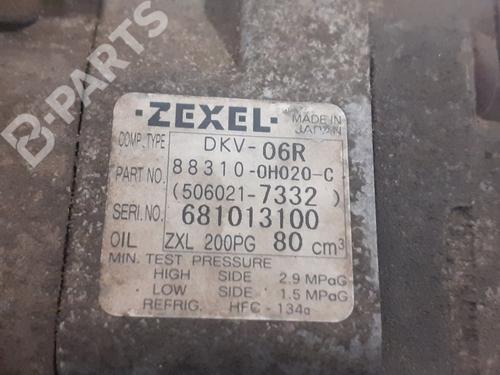 B-PARTS
·ZEXEL·
MADE IN
JAPAN
COMP. TYPE DKV-06R
PART NO. 88310-0H020-C
(506021-7332)
SERI. NO. 681013100
OIL ZXL 200PG 80 cm³
MIN. TEST PRESSURE
HIGH SIDE 2.9 MPaG
LOW SIDE 1.5 MPaG
REFRIG. HFC-134a